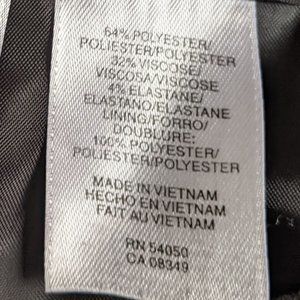 64% POLYESTER/
POLIESTER/POLYESTER
32% VISCOSE/
VISCOSA/VISCOSE
4% ELASTANE/
ELASTANO/ELASTANE
LINING/FORRO/
DOUBLURE:
100% POLYESTER/
POLIESTER/POLYESTER
MADE IN VIETNAM
HECHO EN VIETNAM
FAIT AU VIETNAM
RN 54050
CA 08349